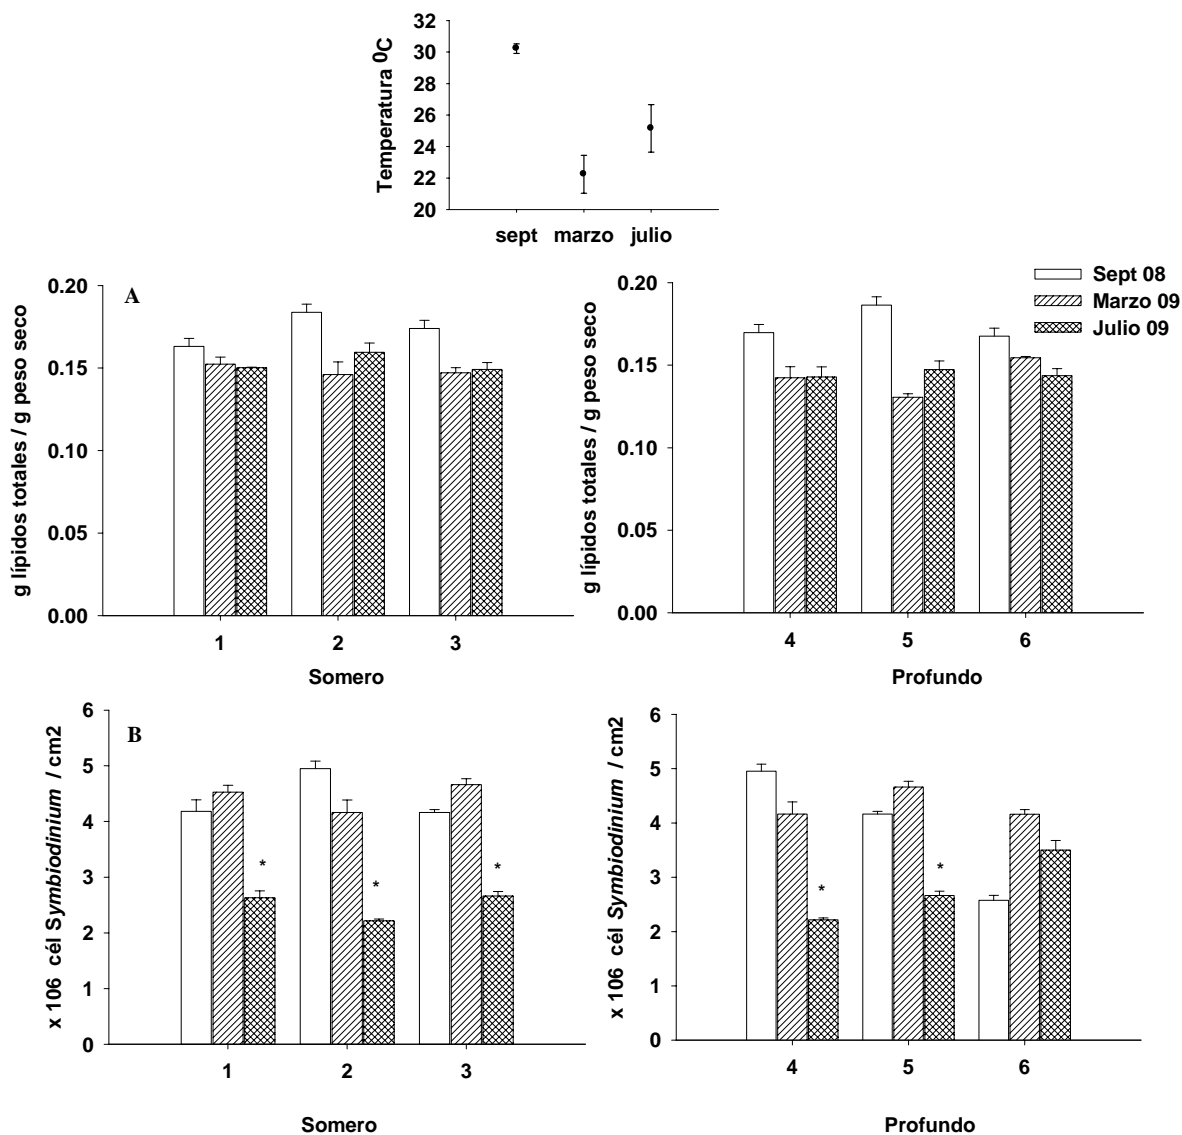 32
30
28
26
24
22
20
Temperatura 0C
sept marzo julio
Sept 08
Marzo 09
Julio 09
A
0.20
0.15
0.10
0.05
0.00
g lípidos totales / g peso seco
1 2 3
Somero
0.20
0.15
0.10
0.05
0.00
g lípidos totales / g peso seco
4 5 6
Profundo
B
6
5
4
3
2
1
0
x 106 cél Symbiodinium / cm2
* * *
1 2 3
Somero
6
5
4
3
2
1
0
x 106 cél Symbiodinium / cm2
* *
4 5 6
Profundo